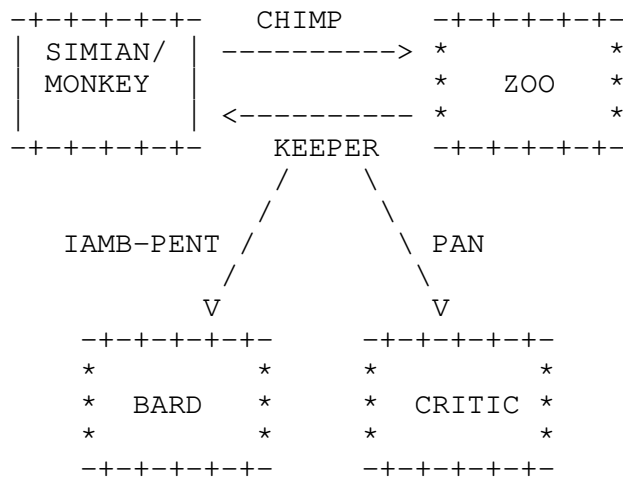 CHIMP
-+-+-+-+-+- -+-+-+-+-+-
| SIMIAN/ | ----------> * *
| MONKEY | * ZOO *
| | <---------- * *
-+-+-+-+-+- KEEPER -+-+-+-+-+-
/ \
/ \
IAMB-PENT / \ PAN
/ \
V V
-+-+-+-+-+- -+-+-+-+-+-
* * * *
* BARD * * CRITIC *
* * * *
-+-+-+-+-+- -+-+-+-+-+-